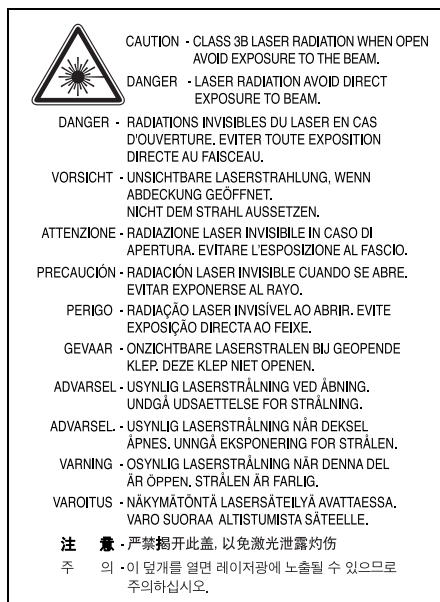 CAUTION - CLASS 3B LASER RADIATION WHEN OPEN
AVOID EXPOSURE TO THE BEAM.
DANGER - LASER RADIATION AVOID DIRECT
EXPOSURE TO BEAM.
DANGER - RADIATIONS INVISIBLES DU LASER EN CAS
D'OUVERTURE. EVITER TOUTE EXPOSITION
DIRECTE AU FAISCEAU.
VORSICHT - UNSICHTBARE LASERSTRAHLUNG, WENN
ABDECKUNG GEÖFFNET.
NICHT DEM STRAHL AUSSETZEN.
ATTENZIONE - RADIAZIONE LASER INVISIBILE IN CASO DI
APERTURA. EVITARE L'ESPOSIZIONE AL FASCIO.
PRECAUCIÓN - RADIACIÓN LASER INVISIBLE CUANDO SE ABRE.
EVITAR EXPONERSE AL RAYO.
PERIGO - RADIAÇÃO LASER INVISÍVEL AO ABRIR. EVITE
EXPOSIÇÃO DIRECTA AO FEIXE.
GEVAAR - ONZICHTBARE LASERSTRALEN BIJ GEOPENDE
KLEP. DEZE KLEP NIET OPENEN.
ADVARSEL - USYNLIG LASERSTRÅLNING VED ÅBNING.
UNDGÅ UDSAETTELSE FOR STRÅLNING.
ADVARSEL. - USYNLIG LASERSTRÅLNING NÅR DEKSEL
ÅPNES. UNNGÅ EKSPONERING FOR STRÅLEN.
VARNING - OSYNLIG LASERSTRÅLNING NÄR DENNA DEL
ÄR ÖPPEN. STRÅLEN ÄR FARLIG.
VAROITUS - NÄKYMÄTÖNTÄ LASERSÄTEILYÄ AVATTAESSA.
VARO SUORAA ALTISTUMISTA SÄTEELLE.
注 意 - 严禁揭开此盖, 以免激光泄露灼伤
주 의 - 이 덮개를 열면 레이저광에 노출될 수 있으므로
주의하십시오.